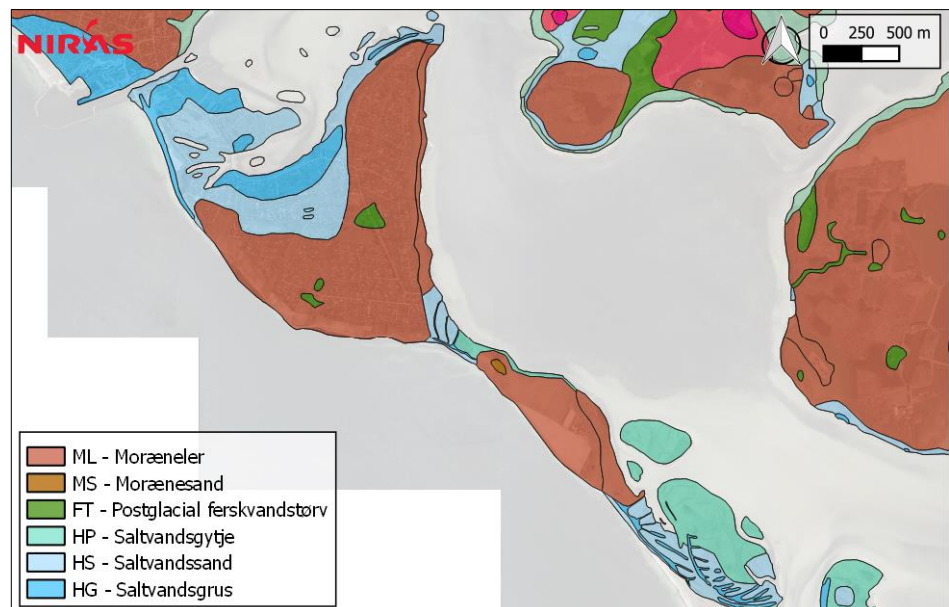 NIRAS
0 250 500 m
ML - Moræneler
MS - Morænesand
FT - Postglacial ferskvandstørv
HP - Saltvandsgytje
HS - Saltvandssand
HG - Saltvandsgrus